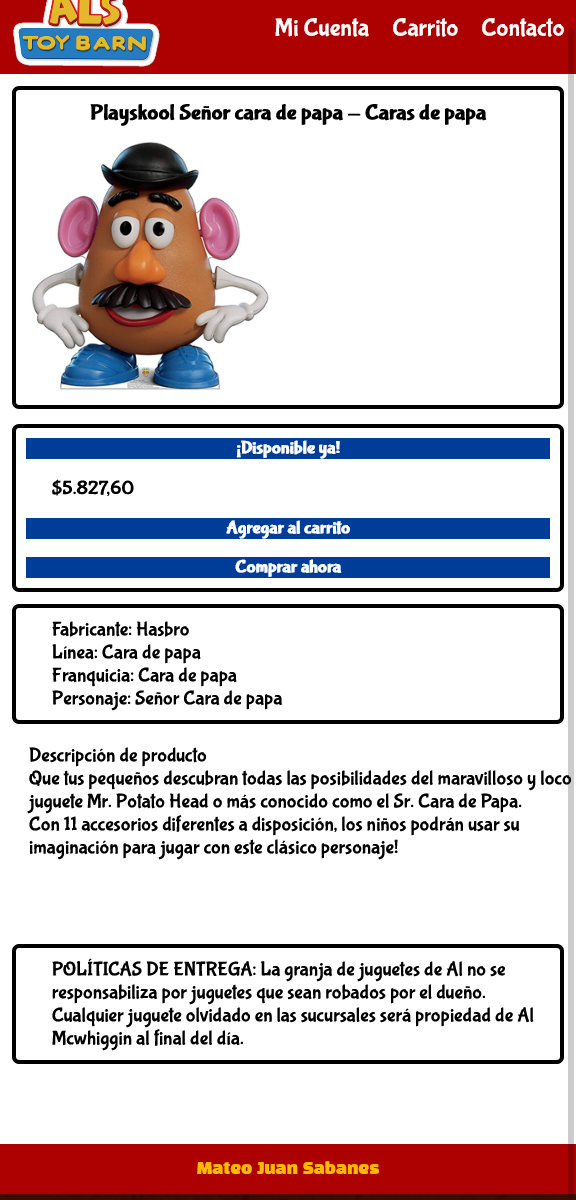 AL'S
TOY BARN
Mi Cuenta Carrito Contacto
Playskool Señor cara de papa – Caras de papa
¡Disponible ya!
$5.827,60
Agregar al carrito
Comprar ahora
Fabricante: Hasbro
Línea: Cara de papa
Franquicia: Cara de papa
Personaje: Señor Cara de papa
Descripción de producto
Que tus pequeños descubran todas las posibilidades del maravilloso y loco
juguete Mr. Potato Head o más conocido como el Sr. Cara de Papa.
Con 11 accesorios diferentes a disposición, los niños podrán usar su
imaginación para jugar con este clásico personaje!
POLÍTICAS DE ENTREGA: La granja de juguetes de Al no se
responsabiliza por juguetes que sean robados por el dueño.
Cualquier juguete olvidado en las sucursales será propiedad de Al
Mcwhiggin al final del día.
Mateo Juan Sabanes